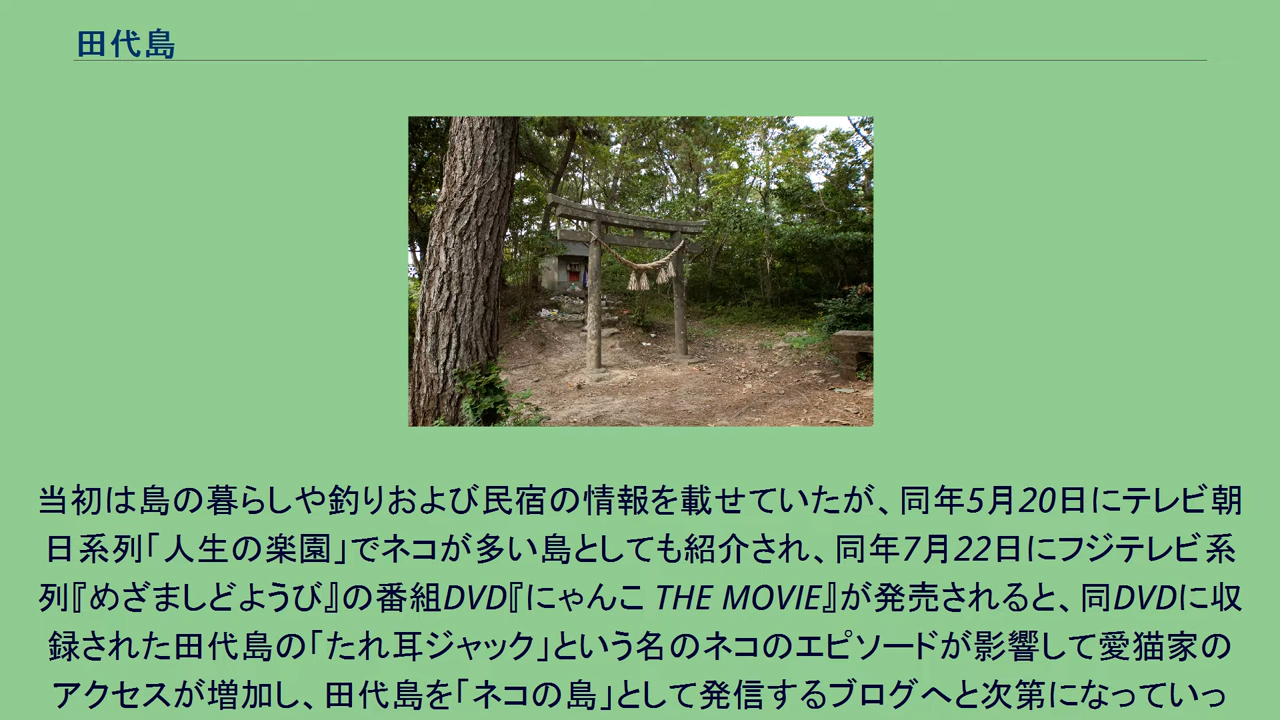 田代島
当初は島の暮らしや釣りおよび民宿の情報を載せていたが、同年5月20日にテレビ朝
日系列「人生の楽園」でネコが多い島としても紹介され、同年7月22日にフジテレビ系
列『めざましどようび』の番組DVD『にゃんこ THE MOVIE』が発売されると、同DVDに収
録された田代島の「たれ耳ジャック」という名のネコのエピソードが影響して愛猫家の
アクセスが増加し、田代島を「ネコの島」として発信するブログへと次第になっていっ